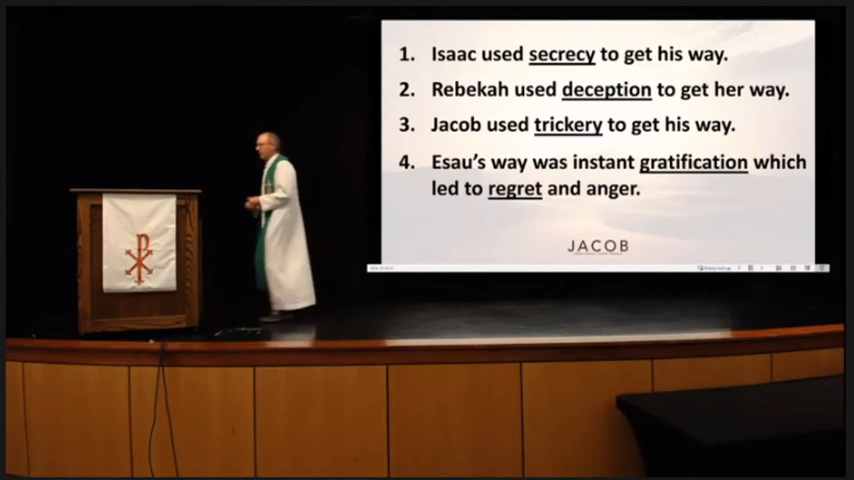 1. Isaac used secrecy to get his way.
2. Rebekah used deception to get her way.
3. Jacob used trickery to get his way.
4. Esau's way was instant gratification which
led to regret and anger.
JACOB